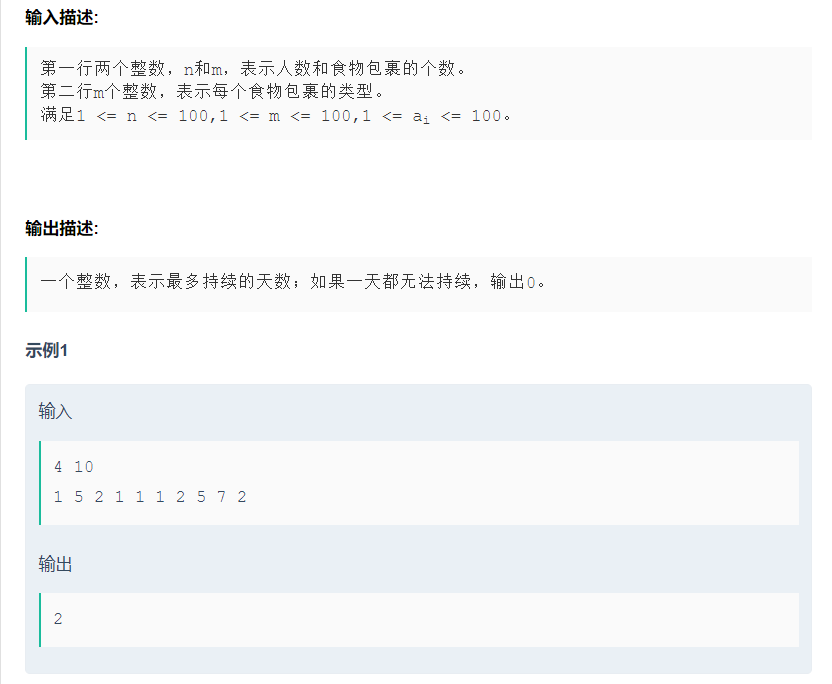 输入描述:
第一行两个整数，n和m，表示人数和食物包裹的个数。
第二行m个整数，表示每个食物包裹的类型。
满足1 <= n <= 100,1 <= m <= 100,1 <= ai <= 100。
输出描述:
一个整数，表示最多持续的天数；如果一天都无法持续，输出0。
示例1
输入
4 10
1 5 2 1 1 1 2 5 7 2
输出
2